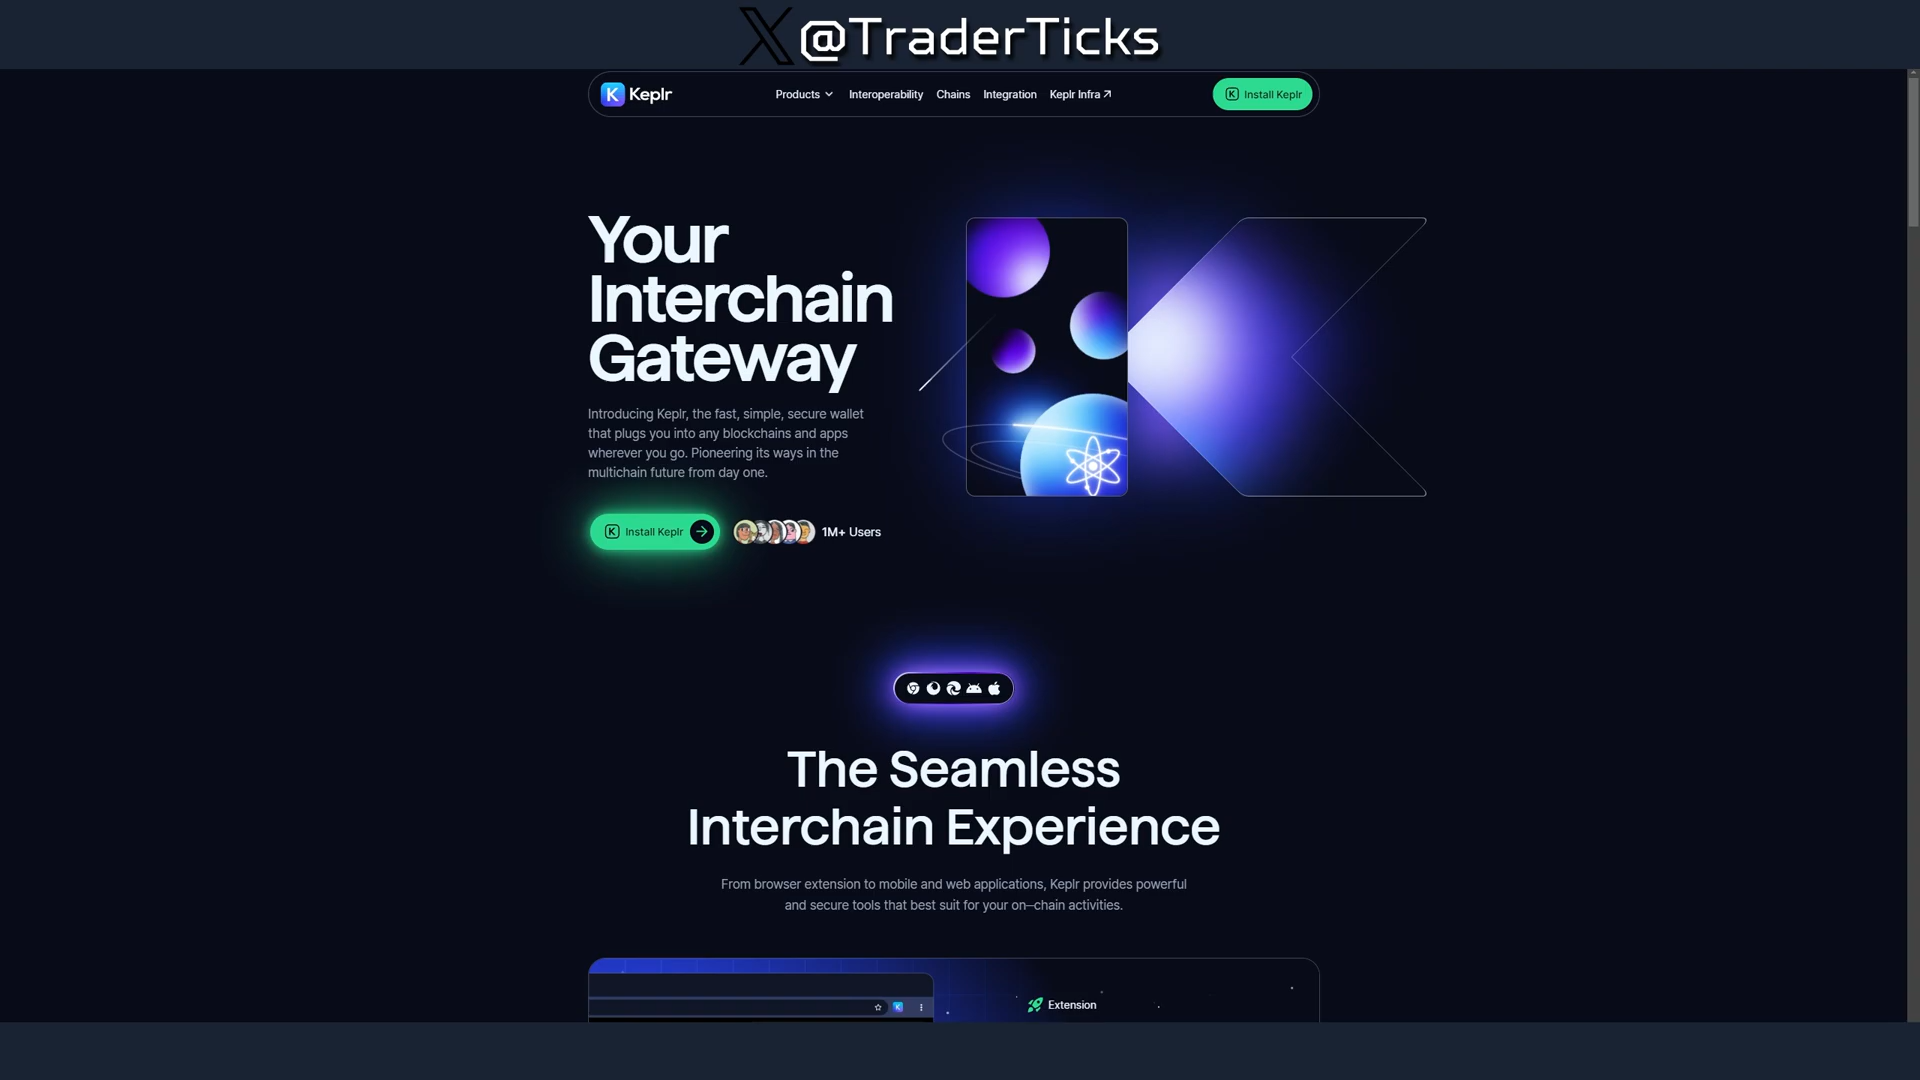 X @TraderTicks
Keplr
Products
Interoperability
Chains
Integration
Keplr Infra
Install Keplr
Your
Interchain
Gateway
Introducing Keplr, the fast, simple, secure wallet
that plugs you into any blockchains and apps
wherever you go. Pioneering its ways in the
multichain future from day one.
Install Keplr
1M+ Users
The Seamless
Interchain Experience
From browser extension to mobile and web applications, Keplr provides powerful
and secure tools that best suit for your on–chain activities.
Extension